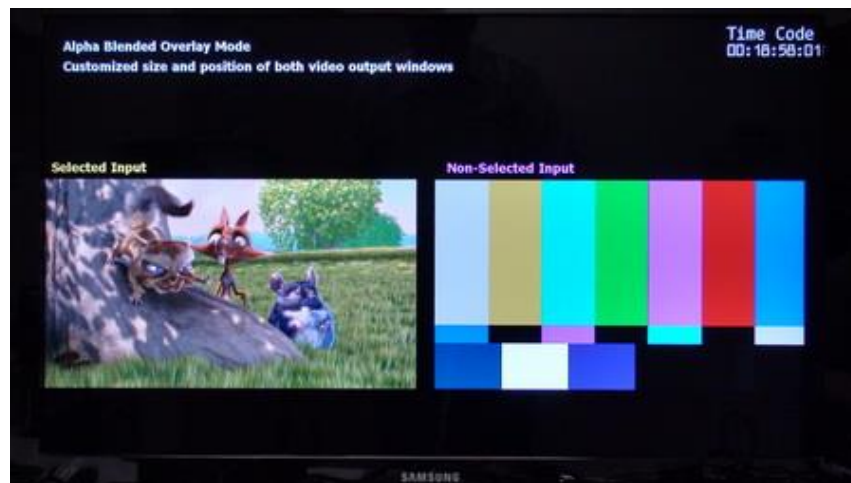 Alpha Blended Overlay Mode
Customized size and position of both video output windows
Time Code
00:18:58:01
Selected Input
Non-Selected Input
SAMSUNG